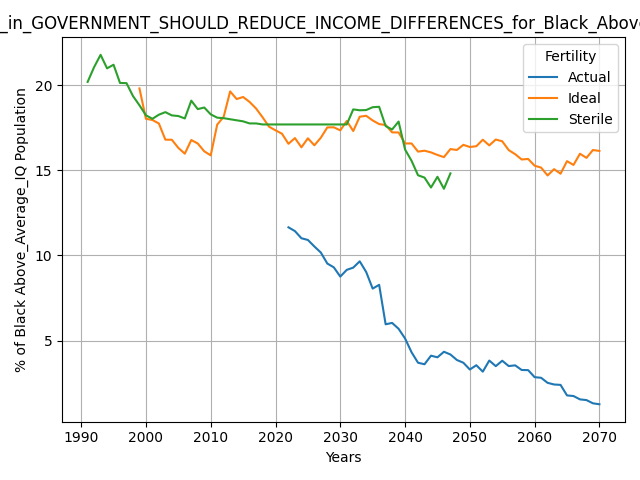 _in_GOVERNMENT_SHOULD_REDUCE_INCOME_DIFFERENCES_for_Black_Above
Fertility
Actual
Ideal
Sterile
% of Black Above_Average_IQ Population
20
15
10
5
1990 2000 2010 2020 2030 2040 2050 2060 2070
Years